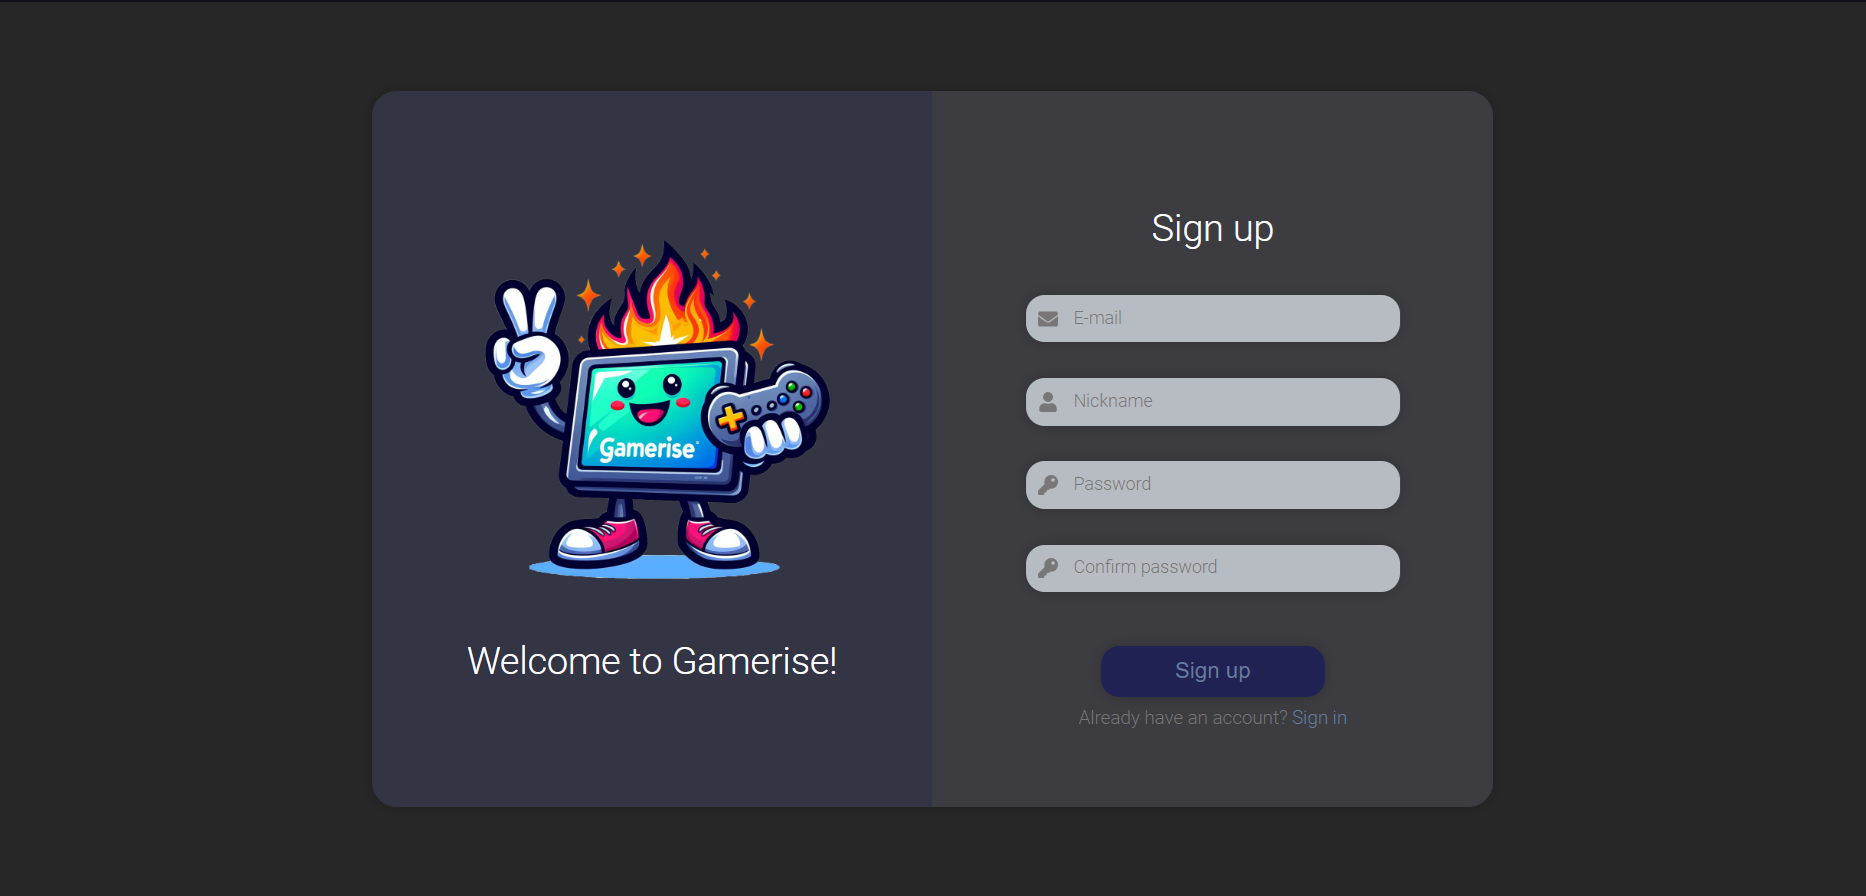 Gamerise
Welcome to Gamerise!
Sign up
E-mail
Nickname
Password
Confirm password
Sign up
Already have an account? Sign in